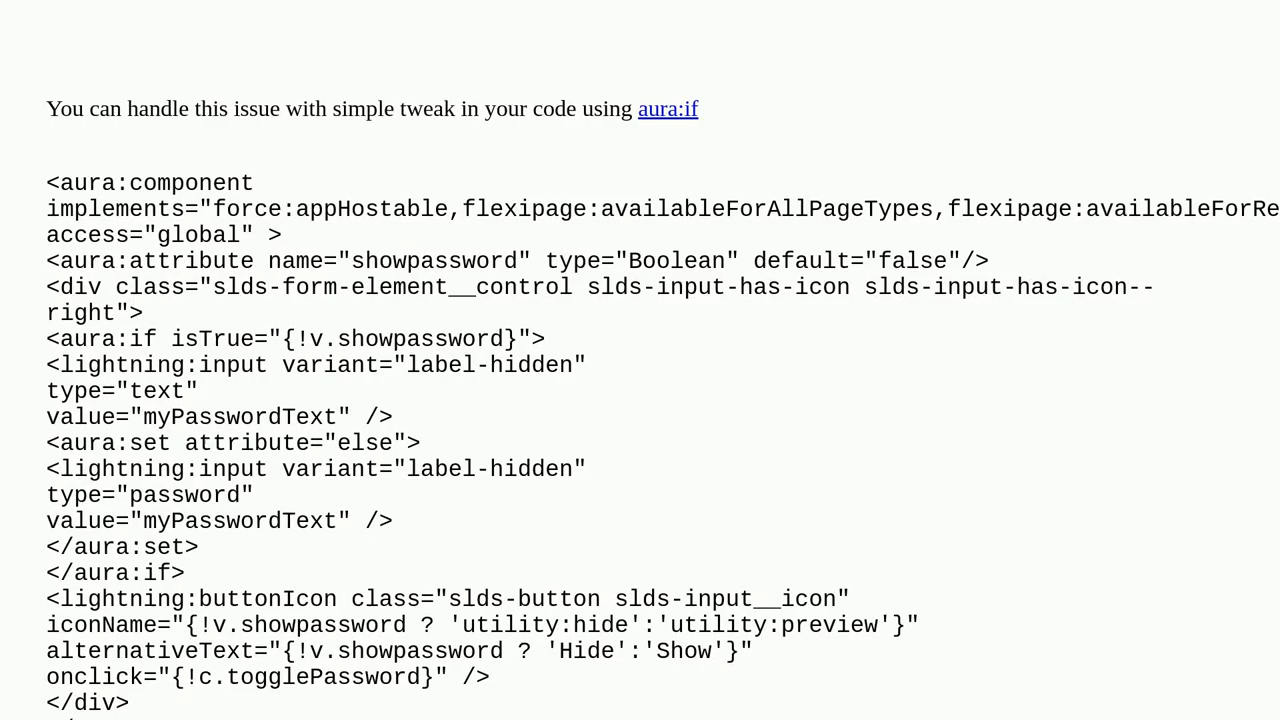 You can handle this issue with simple tweak in your code using aura:if
<aura:component
implements="force:appHostable,flexipage:availableForAllPageTypes,flexipage:availableForRe
access="global" >
<aura:attribute name="showpassword" type="Boolean" default="false"/>
<div class="slds-form-element__control slds-input-has-icon slds-input-has-icon--
right">
<aura:if isTrue="{!v.showpassword}">
<lightning:input variant="label-hidden"
type="text"
value="myPasswordText" />
<aura:set attribute="else">
<lightning:input variant="label-hidden"
type="password"
value="myPasswordText" />
</aura:set>
</aura:if>
<lightning:buttonIcon class="slds-button slds-input__icon"
iconName="{!v.showpassword ? 'utility:hide':'utility:preview'}"
alternativeText="{!v.showpassword ? 'Hide':'Show'}"
onclick="{!c.togglePassword}" />
</div>